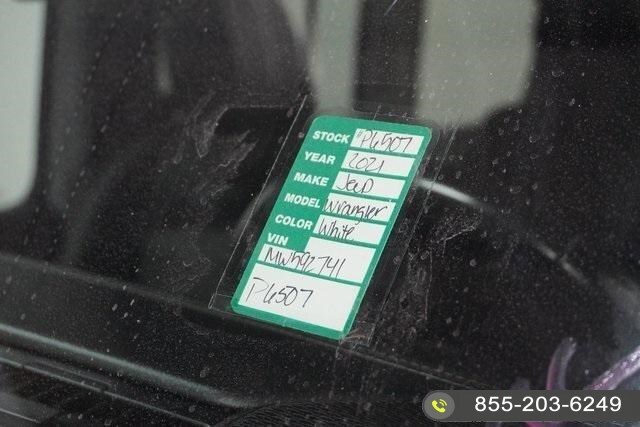 STOCK "P6507
YEAR 2021
MAKE Jeep
MODEL Wrangler
COLOR White
VIN
MW592741
P6507
855-203-6249